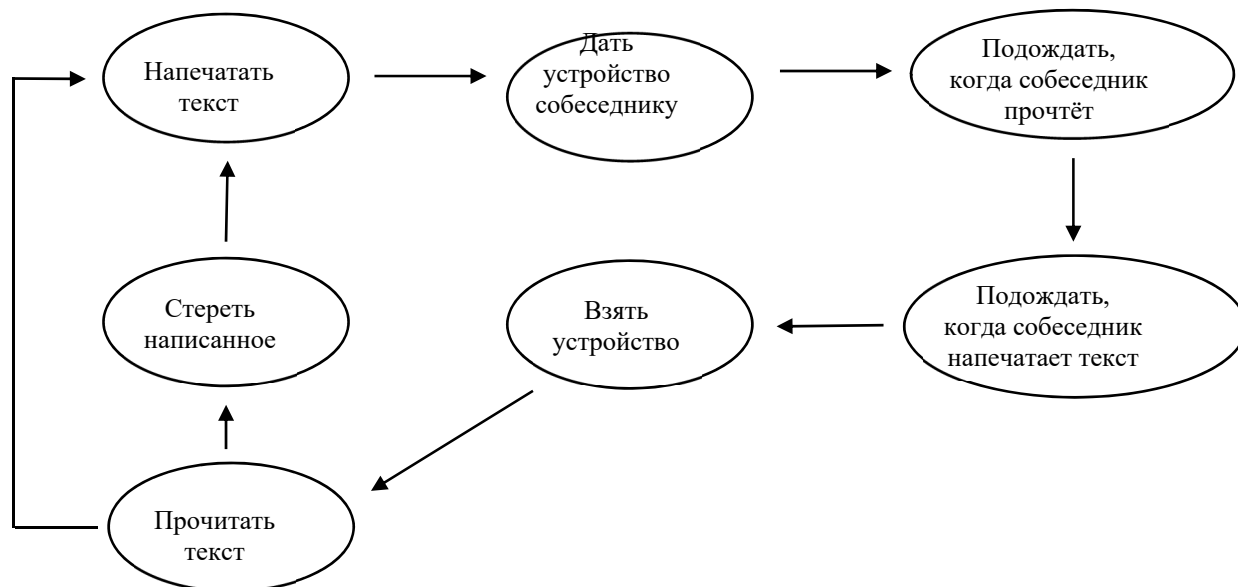 Напечатать
текст
Дать
устройство
собеседнику
Подождать,
когда собеседник
прочтёт
Подождать,
когда собеседник
напечатает текст
Взять
устройство
Стереть
написанное
Прочитать
текст